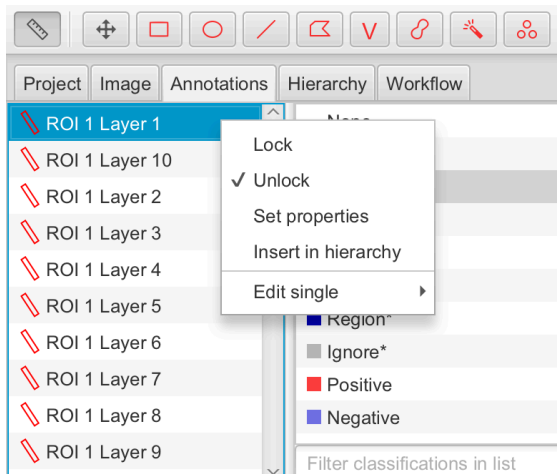 Project Image Annotations Hierarchy Workflow
ROI 1 Layer 1
ROI 1 Layer 10
ROI 1 Layer 2
ROI 1 Layer 3
ROI 1 Layer 4
ROI 1 Layer 5
ROI 1 Layer 6
ROI 1 Layer 7
ROI 1 Layer 8
ROI 1 Layer 9
Lock
Unlock
Set properties
Insert in hierarchy
Edit single
Region*
Ignore*
Positive
Negative
Filter classifications in list